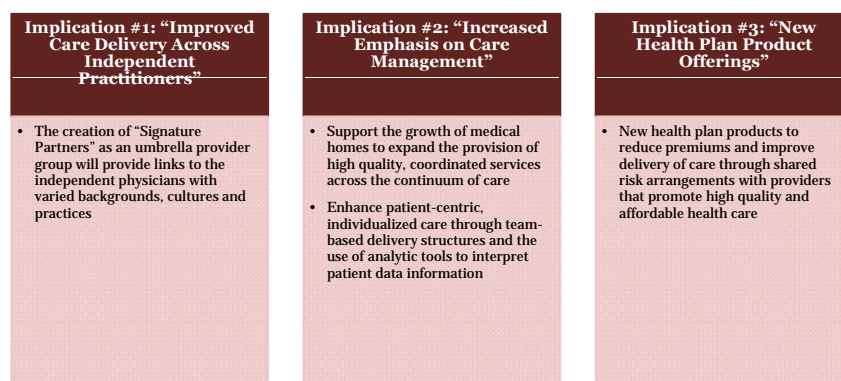 Implication #1: “Improved
Care Delivery Across
Independent
Practitioners”
• The creation of “Signature
Partners” as an umbrella provider
group will provide links to the
independent physicians with
varied backgrounds, cultures and
practices
Implication #2: “Increased
Emphasis on Care
Management”
• Support the growth of medical
homes to expand the provision of
high quality, coordinated services
across the continuum of care
• Enhance patient-centric,
individualized care through team-
based delivery structures and the
use of analytic tools to interpret
patient data information
Implication #3: “New
Health Plan Product
Offerings”
• New health plan products to
reduce premiums and improve
delivery of care through shared
risk arrangements with providers
that promote high quality and
affordable health care